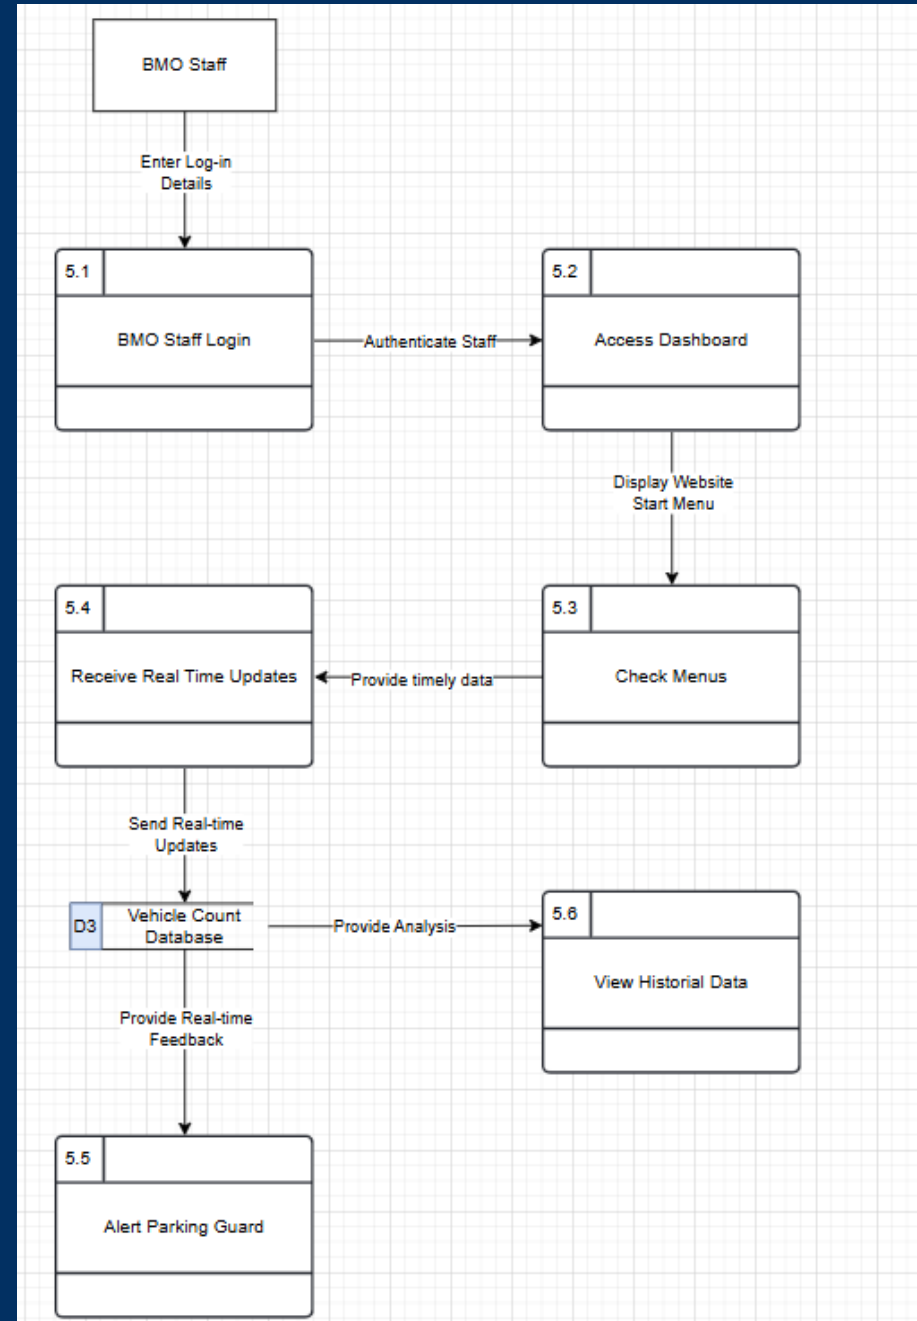 BMO Staff
Enter Log-in
Details
5.1
BMO Staff Login
Authenticate Staff
5.2
Access Dashboard
Display Website
Start Menu
5.3
Check Menus
Provide timely data
5.4
Receive Real Time Updates
Send Real-time
Updates
D3
Vehicle Count
Database
Provide Analysis
5.6
View Historial Data
Provide Real-time
Feedback
5.5
Alert Parking Guard